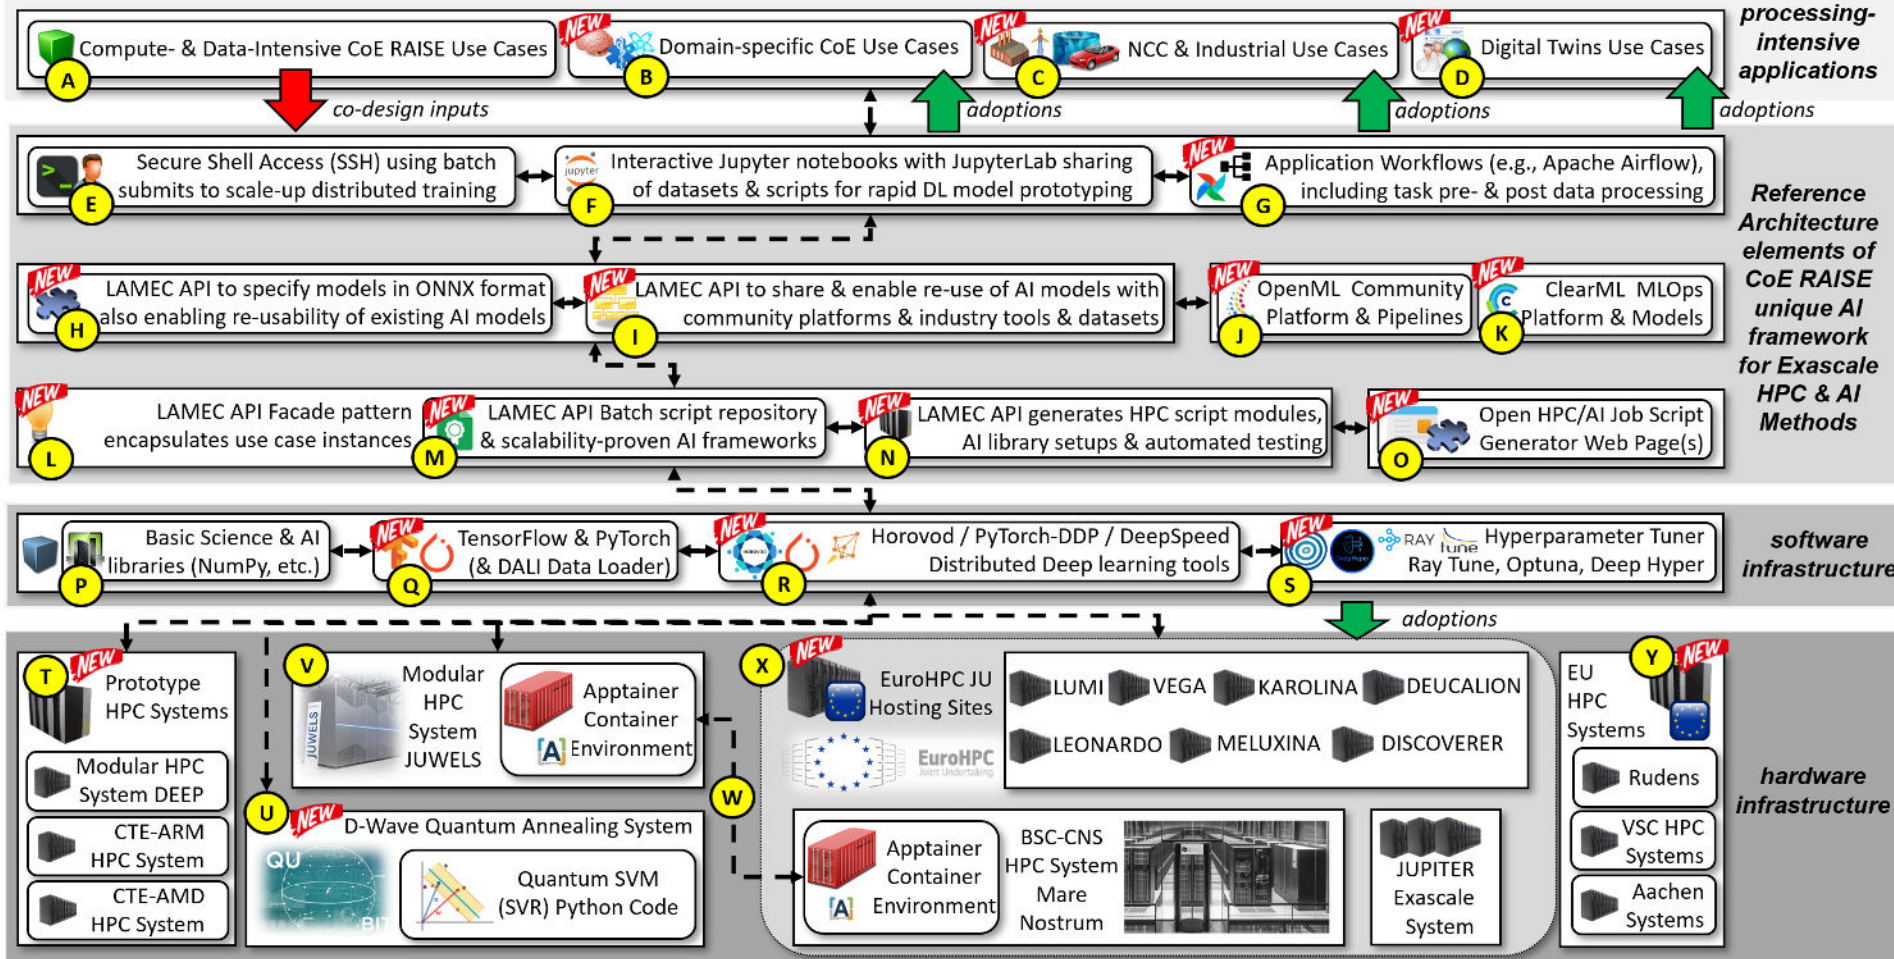 processing-
intensive
applications
NEW
NEW
NEW
Compute- & Data-Intensive CoE RAISE Use Cases
Domain-specific CoE Use Cases
NCC & Industrial Use Cases
Digital Twins Use Cases
A
B
C
D
co-design inputs
adoptions
adoptions
adoptions
Reference
Architecture
elements of
CoE RAISE
unique AI
framework
for Exascale
HPC & AI
Methods
Secure Shell Access (SSH) using batch
submits to scale-up distributed training
E
jupyter
Interactive Jupyter notebooks with JupyterLab sharing
of datasets & scripts for rapid DL model prototyping
F
NEW
Application Workflows (e.g., Apache Airflow),
including task pre- & post data processing
G
NEW
LAMEC API to specify models in ONNX format
also enabling re-usability of existing AI models
H
NEW
LAMEC API to share & enable re-use of AI models with
community platforms & industry tools & datasets
I
NEW
OpenML Community
Platform & Pipelines
J
NEW
ClearML MLOps
Platform & Models
K
NEW
LAMEC API Facade pattern
encapsulates use case instances
L
NEW
LAMEC API Batch script repository
& scalability-proven AI frameworks
M
NEW
LAMEC API generates HPC script modules,
AI library setups & automated testing
N
NEW
Open HPC/AI Job Script
Generator Web Page(s)
O
software
infrastructure
Basic Science & AI
libraries (NumPy, etc.)
P
NEW
TensorFlow & PyTorch
(& DALI Data Loader)
Q
NEW
HOROVOD
Horovod / PyTorch-DDP / DeepSpeed
Distributed Deep learning tools
R
NEW
RAY
tune
Hyperparameter Tuner
Ray Tune, Optuna, Deep Hyper
S
adoptions
hardware
infrastructure
T
NEW
Prototype
HPC Systems
Modular HPC
System DEEP
CTE-ARM
HPC System
CTE-AMD
HPC System
V
JUWELS
Modular
HPC
System
JUWELS
Apptainer
Container
Environment
[A]
U
NEW
D-Wave Quantum Annealing System
QU
BIT
Quantum SVM
(SVR) Python Code
W
X
NEW
EuroHPC JU
Hosting Sites
EuroHPC
Joint Undertaking
LUMI
VEGA
KAROLINA
DEUCALION
LEONARDO
MELUXINA
DISCOVERER
Apptainer
Container
Environment
[A]
BSC-CNS
HPC System
Mare
Nostrum
JUPITER
Exascale
System
Y
NEW
EU
HPC
Systems
Rudens
VSC HPC
Systems
Aachen
Systems